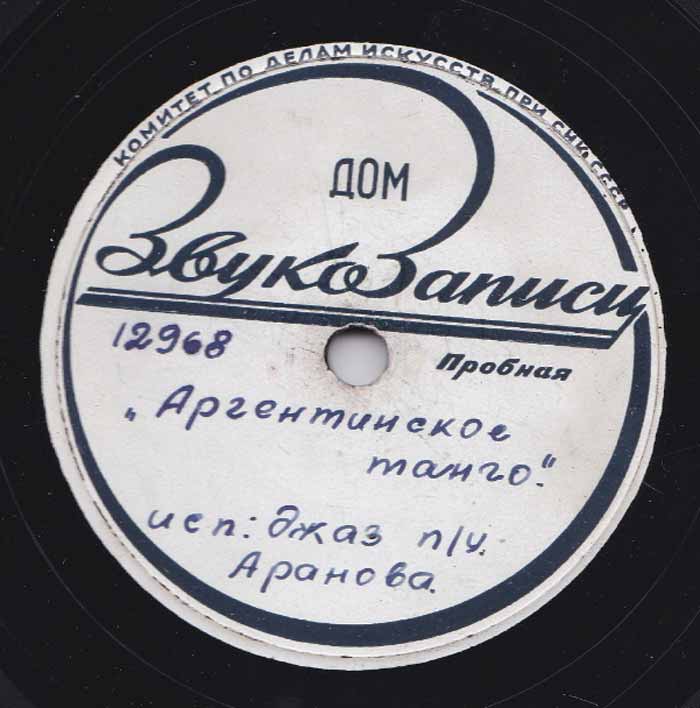 КОМИТЕТ ПО ДЕЛАМ ИСКУССТВ ПРИ СНК СССР
ДОМ
ЗвукоЗаписи
12968
Пробная
„Аргентинское
танго."
исп: джаз п/у.
Аранова.